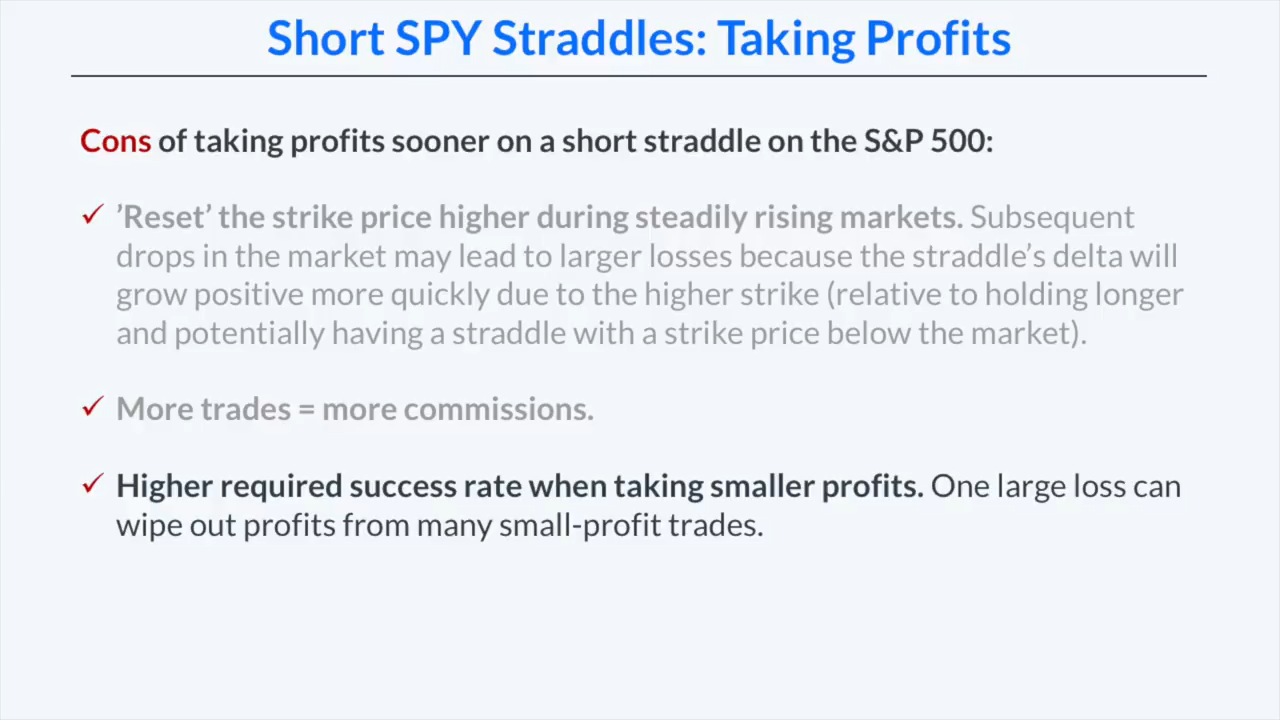 Short SPY Straddles: Taking Profits
Cons of taking profits sooner on a short straddle on the S&P 500:
✓ ’Reset’ the strike price higher during steadily rising markets. Subsequent
drops in the market may lead to larger losses because the straddle’s delta will
grow positive more quickly due to the higher strike (relative to holding longer
and potentially having a straddle with a strike price below the market).
✓ More trades = more commissions.
✓ Higher required success rate when taking smaller profits. One large loss can
wipe out profits from many small-profit trades.